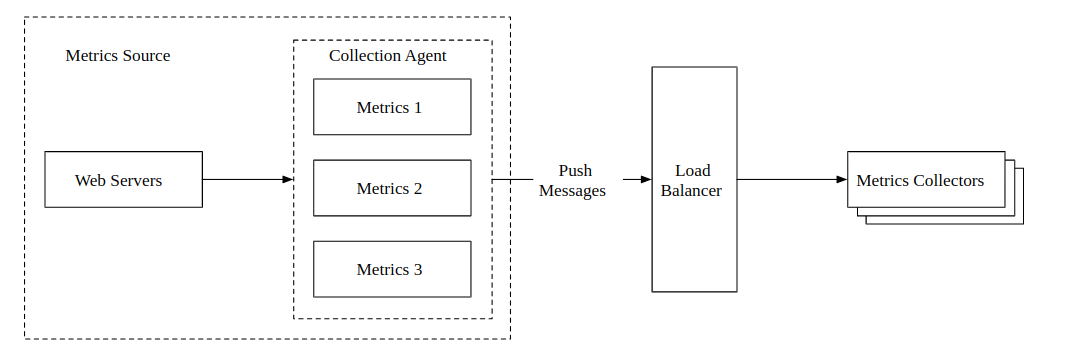 Metrics Source
Collection Agent
Metrics 1
Web Servers
Metrics 2
Metrics 3
Push
Messages
Load
Balancer
Metrics Collectors